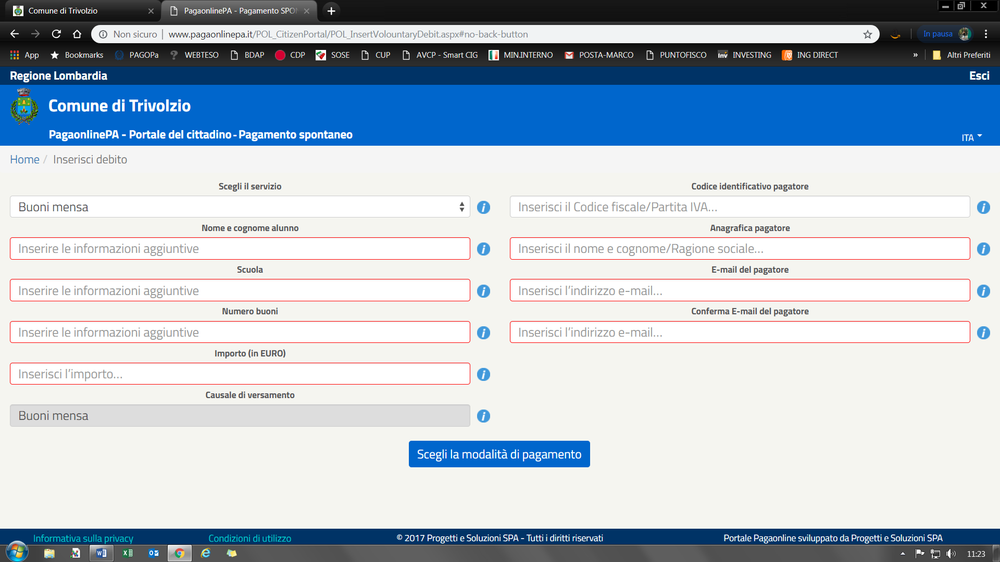 Comune di Trivolzio
PagaonlinePA - Pagamento SPON
Non sicuro
www.pagaonlinepa.it/POL_CitizenPortal/POL_InsertVolountaryDebit.aspx#no-back-button
In pausa
App
Bookmarks
PAGOPa
WEBTESO
BDAP
CDP
SOSE
CUP
AVCP - Smart CIG
MIN.INTERNO
POSTA-MARCO
PUNTOFISCO
INVESTING
ING DIRECT
»
Altri Preferiti
Regione Lombardia
Esci
Comune di Trivolzio
PagaonlinePA - Portale del cittadino - Pagamento spontaneo
ITA
Home / Inserisci debito
Scegli il servizio
Buoni mensa
Nome e cognome alunno
Inserire le informazioni aggiuntive
Scuola
Inserire le informazioni aggiuntive
Numero buoni
Inserire le informazioni aggiuntive
Importo (in EURO)
Inserisci l'importo...
Causale di versamento
Buoni mensa
Codice identificativo pagatore
Inserisci il Codice fiscale/Partita IVA...
Anagrafica pagatore
Inserisci il nome e cognome/Ragione sociale...
E-mail del pagatore
Inserisci l'indirizzo e-mail...
Conferma E-mail del pagatore
Inserisci l'indirizzo e-mail...
Scegli la modalità di pagamento
Informativa sulla privacy
Condizioni di utilizzo
© 2017 Progetti e Soluzioni SPA - Tutti i diritti riservati
Portale Pagaonline sviluppato da Progetti e Soluzioni SPA
11:23